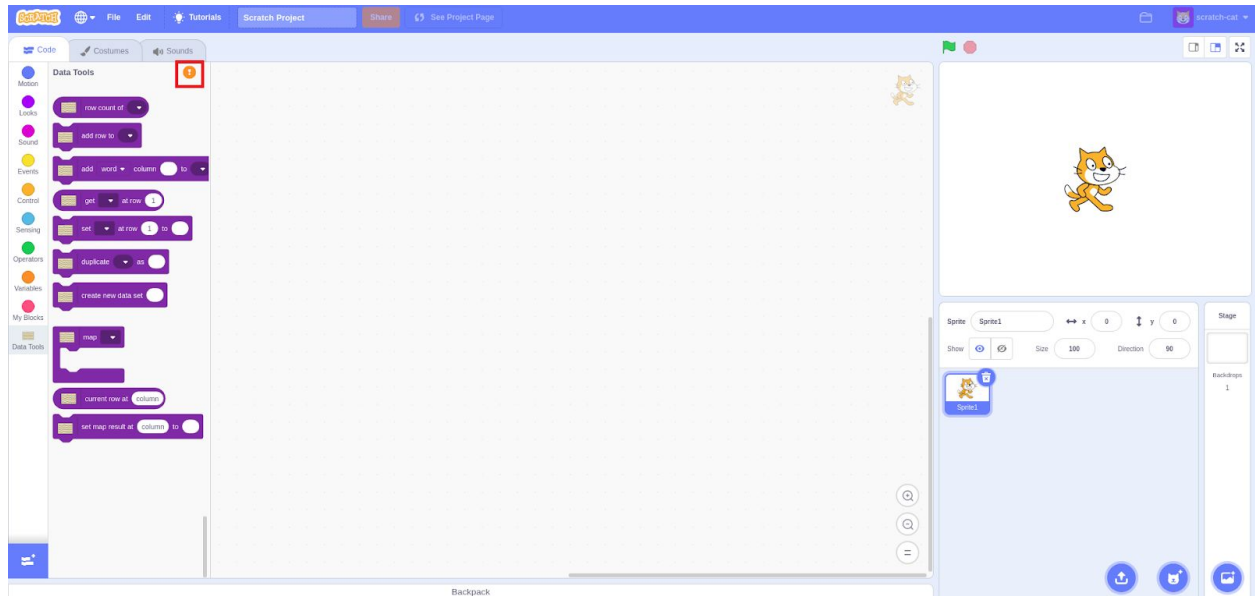 SCRATCH File Edit Tutorials Scratch Project Share See Project Page scratch-cat
Code Costumes Sounds
Motion
Looks
Sound
Events
Control
Sensing
Operators
Variables
My Blocks
Data Tools
Data Tools !
row count of
add row to
add word column to
get at row 1
set at row 1 to
duplicate as
create new data set
map
current row at column
set map result at column to
Backpack
Sprite Sprite1 x 0 y 0
Show Size 100 Direction 90
Sprite1
Stage
Backdrops
1